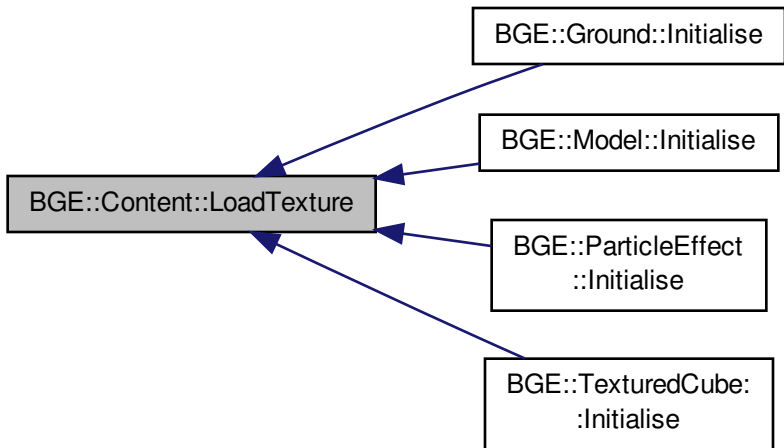 BGE::Ground::Initialise
BGE::Model::Initialise
BGE::Content::LoadTexture
BGE::ParticleEffect
::Initialise
BGE::TexturedCube:
:Initialise